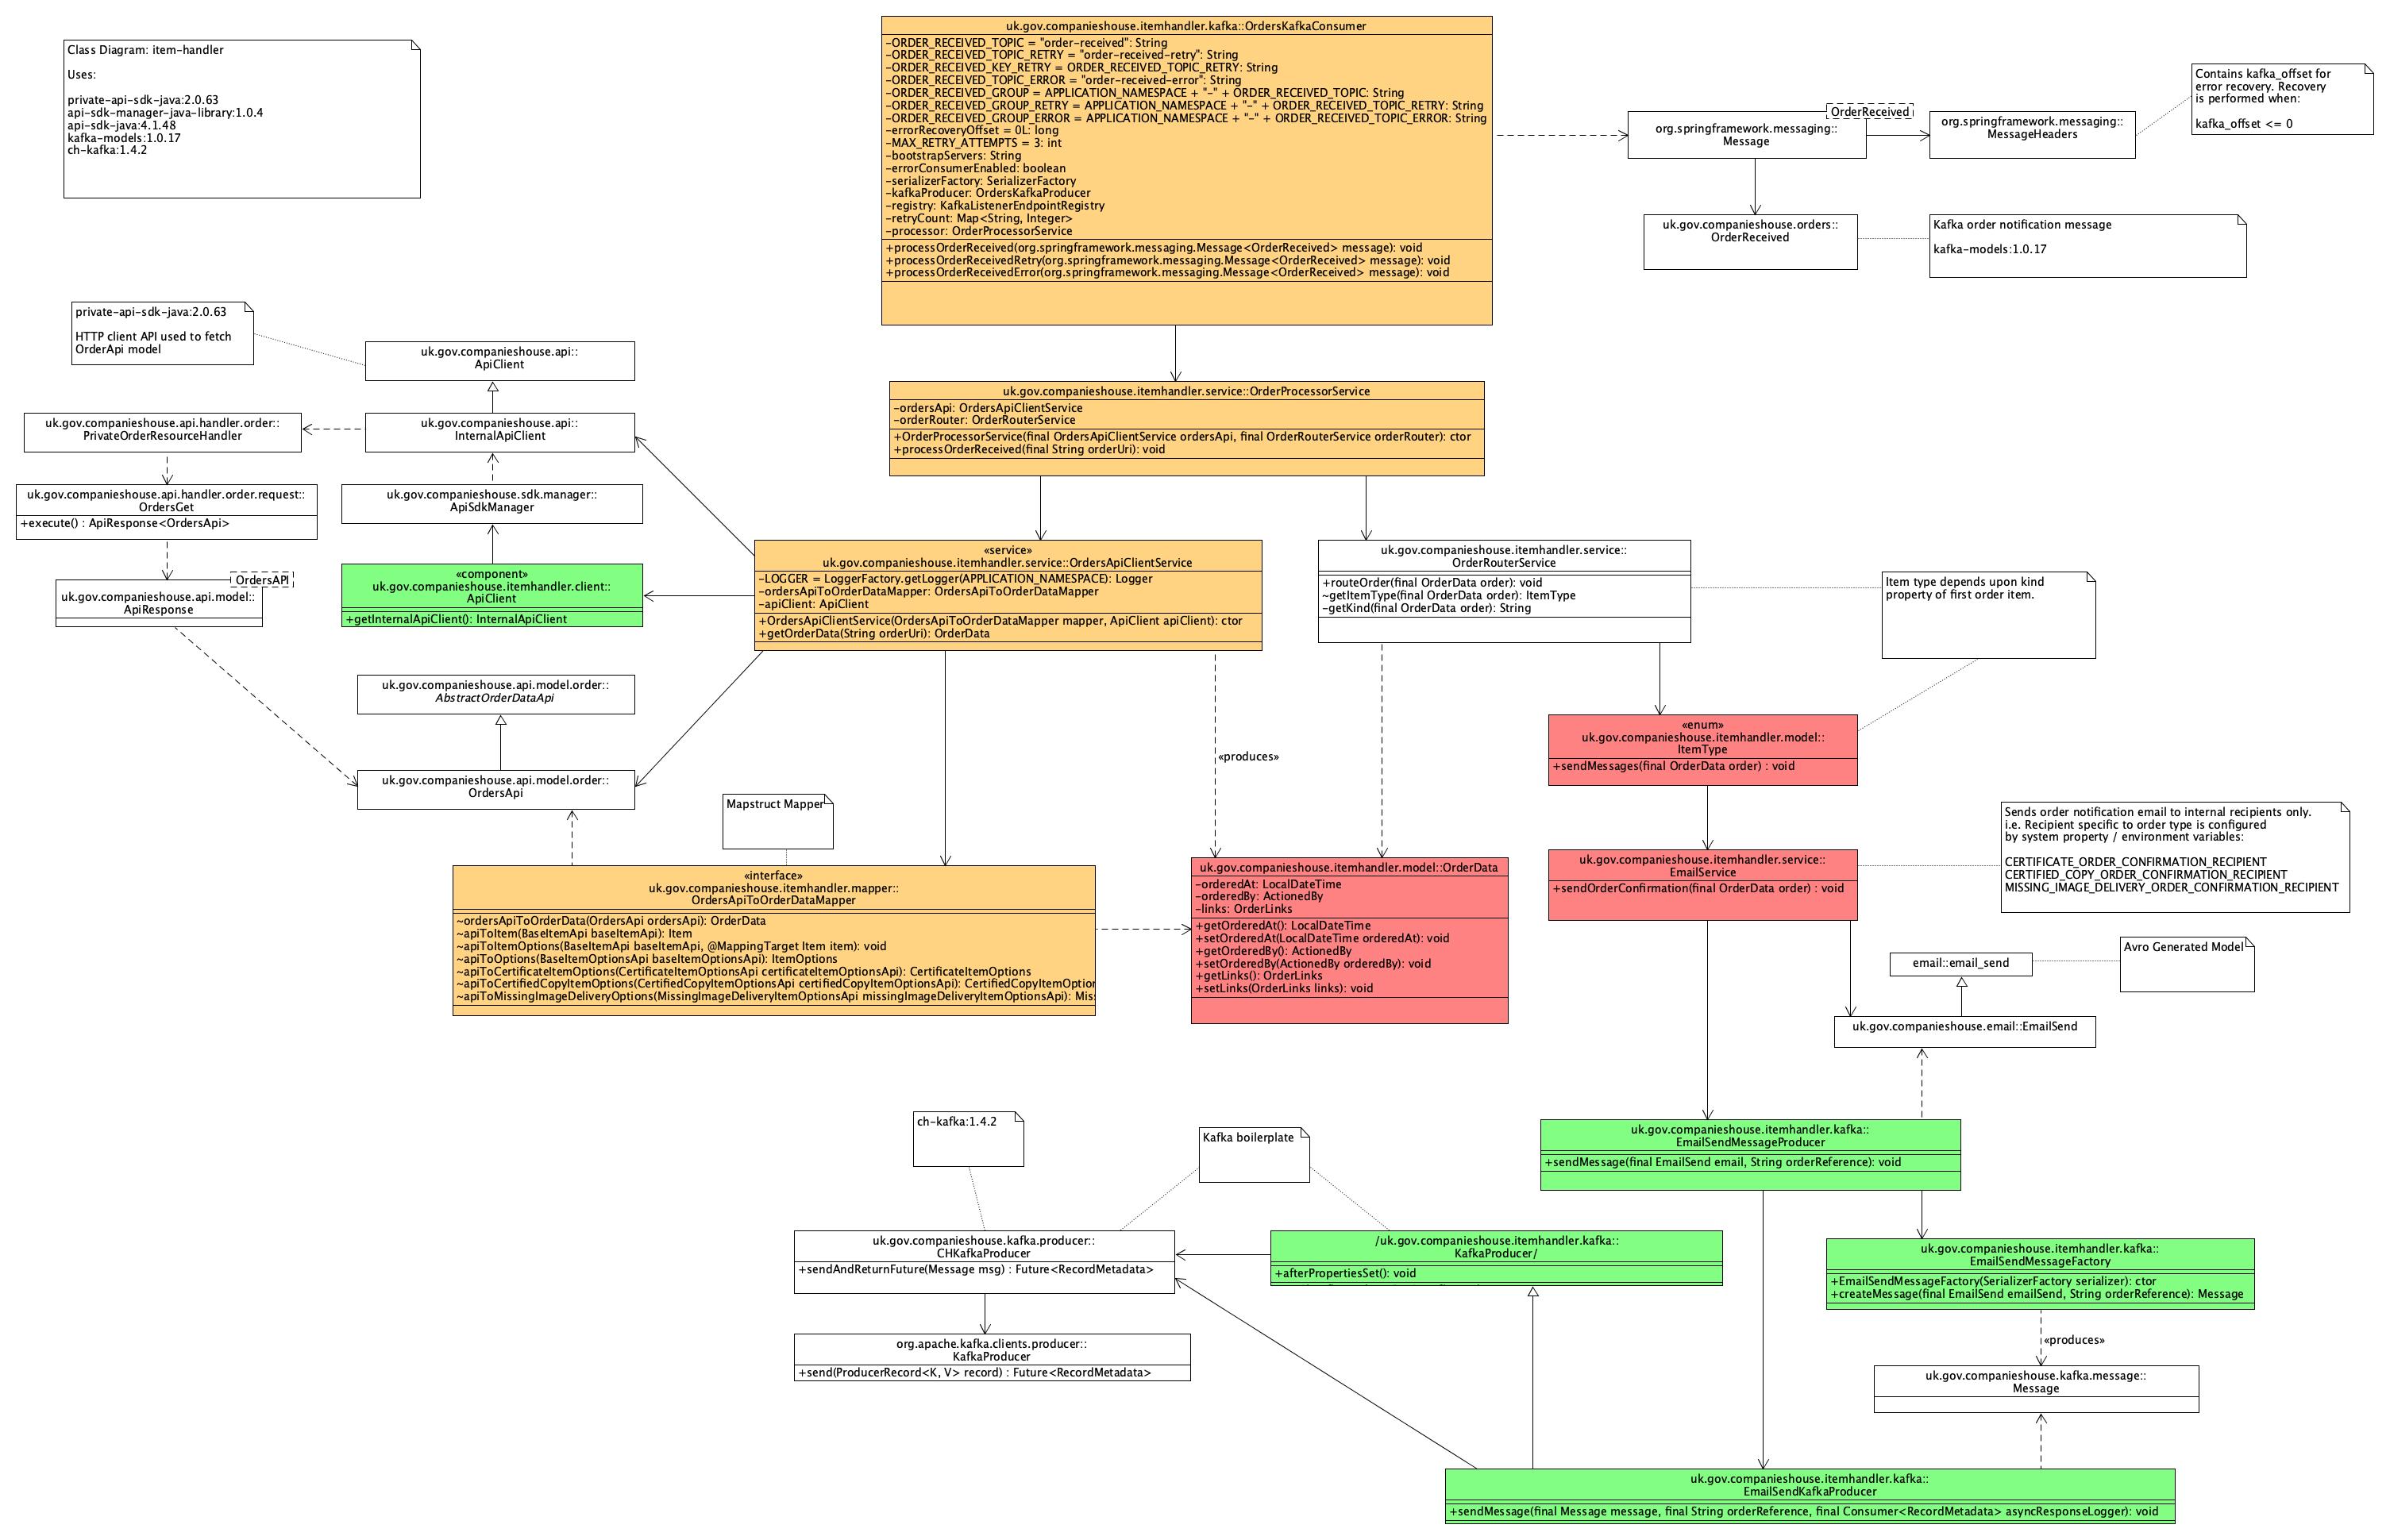 Class Diagram: item-handler
Uses:
private-api-sdk-java:2.0.63
api-sdk-manager-java-library:1.0.4
api-sdk-java:4.1.48
kafka-models:1.0.17
ch-kafka:1.4.2
uk.gov.companieshouse.itemhandler.kafka::OrdersKafkaConsumer
-ORDER_RECEIVED_TOPIC = "order-received": String
-ORDER_RECEIVED_TOPIC_RETRY = "order-received-retry": String
-ORDER_RECEIVED_KEY_RETRY = ORDER_RECEIVED_TOPIC_RETRY: String
-ORDER_RECEIVED_TOPIC_ERROR = "order-received-error": String
-ORDER_RECEIVED_GROUP = APPLICATION_NAMESPACE + "-" + ORDER_RECEIVED_TOPIC: String
-ORDER_RECEIVED_GROUP_RETRY = APPLICATION_NAMESPACE + "-" + ORDER_RECEIVED_TOPIC_RETRY: String
-ORDER_RECEIVED_GROUP_ERROR = APPLICATION_NAMESPACE + "-" + ORDER_RECEIVED_TOPIC_ERROR: String
-errorRecoveryOffset = 0L: long
-MAX_RETRY_ATTEMPTS = 3: int
-bootstrapServers: String
-errorConsumerEnabled: boolean
-serializerFactory: SerializerFactory
-kafkaProducer: OrdersKafkaProducer
-registry: KafkaListenerEndpointRegistry
-retryCount: Map<String, Integer>
-processor: OrderProcessorService
+processOrderReceived(org.springframework.messaging.Message<OrderReceived> message): void
+processOrderReceivedRetry(org.springframework.messaging.Message<OrderReceived> message): void
+processOrderReceivedError(org.springframework.messaging.Message<OrderReceived> message): void
OrderReceived
org.springframework.messaging::
Message
org.springframework.messaging::
MessageHeaders
Contains kafka_offset for
error recovery. Recovery
is performed when:
kafka_offset <= 0
uk.gov.companieshouse.orders::
OrderReceived
Kafka order notification message
kafka-models:1.0.17
private-api-sdk-java:2.0.63
HTTP client API used to fetch
OrderApi model
uk.gov.companieshouse.api::
ApiClient
uk.gov.companieshouse.api.handler.order::
PrivateOrderResourceHandler
uk.gov.companieshouse.api::
InternalApiClient
uk.gov.companieshouse.itemhandler.service::OrderProcessorService
-ordersApi: OrdersApiClientService
-orderRouter: OrderRouterService
+OrderProcessorService(final OrdersApiClientService ordersApi, final OrderRouterService orderRouter): ctor
+processOrderReceived(final String orderUri): void
uk.gov.companieshouse.api.handler.order.request::
OrdersGet
+execute() : ApiResponse<OrdersApi>
uk.gov.companieshouse.sdk.manager::
ApiSdkManager
OrdersAPI
uk.gov.companieshouse.api.model::
ApiResponse
«component»
uk.gov.companieshouse.itemhandler.client::
ApiClient
+getInternalApiClient(): InternalApiClient
«service»
uk.gov.companieshouse.itemhandler.service::OrdersApiClientService
-LOGGER = LoggerFactory.getLogger(APPLICATION_NAMESPACE): Logger
-ordersApiToOrderDataMapper: OrdersApiToOrderDataMapper
-apiClient: ApiClient
+OrdersApiClientService(OrdersApiToOrderDataMapper mapper, ApiClient apiClient): ctor
+getOrderData(String orderUri): OrderData
uk.gov.companieshouse.itemhandler.service::
OrderRouterService
+routeOrder(final OrderData order): void
~getItemType(final OrderData order): ItemType
-getKind(final OrderData order): String
Item type depends upon kind
property of first order item.
uk.gov.companieshouse.api.model.order::
AbstractOrderDataApi
uk.gov.companieshouse.api.model.order::
OrdersApi
«produces»
«enum»
uk.gov.companieshouse.itemhandler.model::
ItemType
+sendMessages(final OrderData order) : void
Mapstruct Mapper
Sends order notification email to internal recipients only.
i.e. Recipient specific to order type is configured
by system property / environment variables:
CERTIFICATE_ORDER_CONFIRMATION_RECIPIENT
CERTIFIED_COPY_ORDER_CONFIRMATION_RECIPIENT
MISSING_IMAGE_DELIVERY_ORDER_CONFIRMATION_RECIPIENT
«interface»
uk.gov.companieshouse.itemhandler.mapper::
OrdersApiToOrderDataMapper
~ordersApiToOrderData(OrdersApi ordersApi): OrderData
~apiToItem(BaseItemApi baseItemApi): Item
~apiToItemOptions(BaseItemApi baseItemApi, @MappingTarget Item item): void
~apiToOptions(BaseItemOptionsApi baseItemOptionsApi): ItemOptions
~apiToCertificateItemOptions(CertificateItemOptionsApi certificateItemOptionsApi): CertificateItemOptions
~apiToCertifiedCopyItemOptions(CertifiedCopyItemOptionsApi certifiedCopyItemOptionsApi): CertifiedCopyItemOption
~apiToMissingImageDeliveryOptions(MissingImageDeliveryItemOptionsApi missingImageDeliveryItemOptionsApi): Mis
uk.gov.companieshouse.itemhandler.model::OrderData
-orderedAt: LocalDateTime
-orderedBy: ActionedBy
-links: OrderLinks
+getOrderedAt(): LocalDateTime
+setOrderedAt(LocalDateTime orderedAt): void
+getOrderedBy(): ActionedBy
+setOrderedBy(ActionedBy orderedBy): void
+getLinks(): OrderLinks
+setLinks(OrderLinks links): void
uk.gov.companieshouse.itemhandler.service::
EmailService
+sendOrderConfirmation(final OrderData order) : void
email::email_send
Avro Generated Model
uk.gov.companieshouse.email::EmailSend
ch-kafka:1.4.2
Kafka boilerplate
uk.gov.companieshouse.itemhandler.kafka::
EmailSendMessageProducer
+sendMessage(final EmailSend email, String orderReference): void
uk.gov.companieshouse.kafka.producer::
CHKafkaProducer
+sendAndReturnFuture(Message msg) : Future<RecordMetadata>
/uk.gov.companieshouse.itemhandler.kafka::
KafkaProducer/
+afterPropertiesSet(): void
uk.gov.companieshouse.itemhandler.kafka::
EmailSendMessageFactory
+EmailSendMessageFactory(SerializerFactory serializer): ctor
+createMessage(final EmailSend emailSend, String orderReference): Message
org.apache.kafka.clients.producer::
KafkaProducer
+send(ProducerRecord<K, V> record) : Future<RecordMetadata>
«produces»
uk.gov.companieshouse.kafka.message::
Message
uk.gov.companieshouse.itemhandler.kafka::
EmailSendKafkaProducer
+sendMessage(final Message message, final String orderReference, final Consumer<RecordMetadata> asyncResponseLogger): void